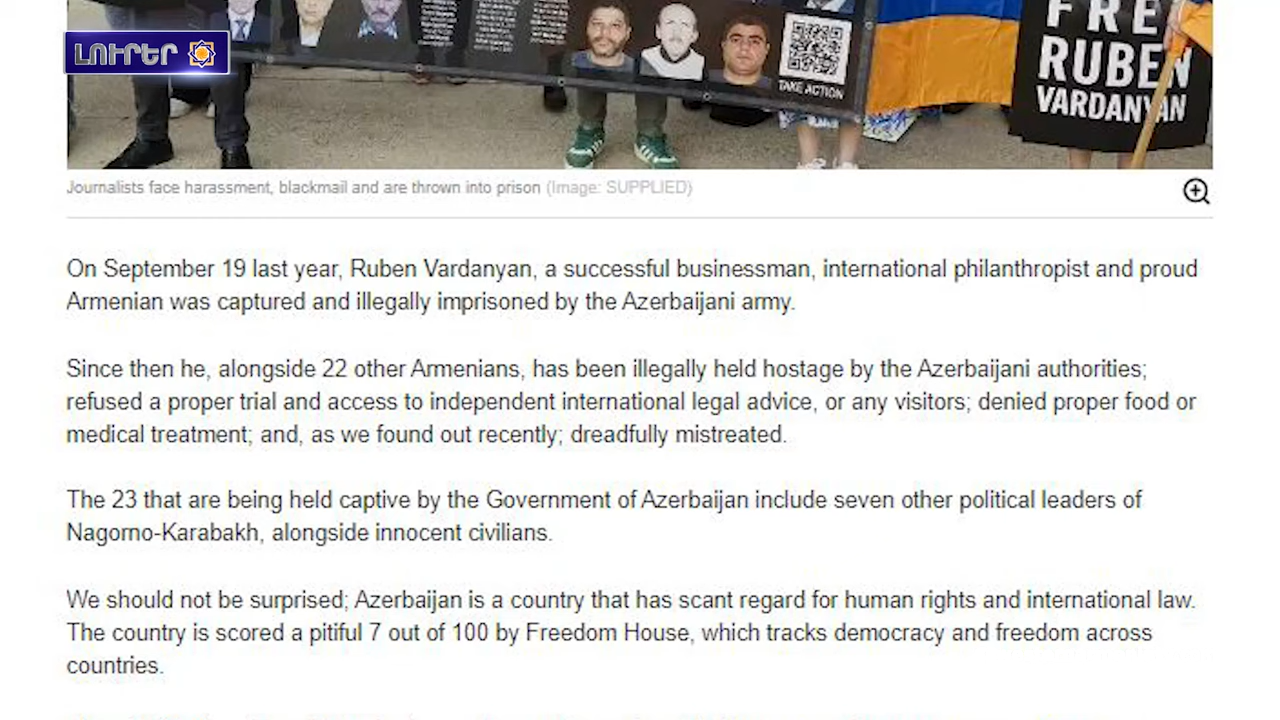 ԼՈՒՐԵՐ
TAKE ACTION
FREE
RUBEN
VARDANYAN
Journalists face harassment, blackmail and are thrown into prison (Image: SUPPLIED)
On September 19 last year, Ruben Vardanyan, a successful businessman, international philanthropist and proud
Armenian was captured and illegally imprisoned by the Azerbaijani army.
Since then he, alongside 22 other Armenians, has been illegally held hostage by the Azerbaijani authorities;
refused a proper trial and access to independent international legal advice, or any visitors; denied proper food or
medical treatment; and, as we found out recently; dreadfully mistreated.
The 23 that are being held captive by the Government of Azerbaijan include seven other political leaders of
Nagorno-Karabakh, alongside innocent civilians.
We should not be surprised; Azerbaijan is a country that has scant regard for human rights and international law.
The country is scored a pitiful 7 out of 100 by Freedom House, which tracks democracy and freedom across
countries.